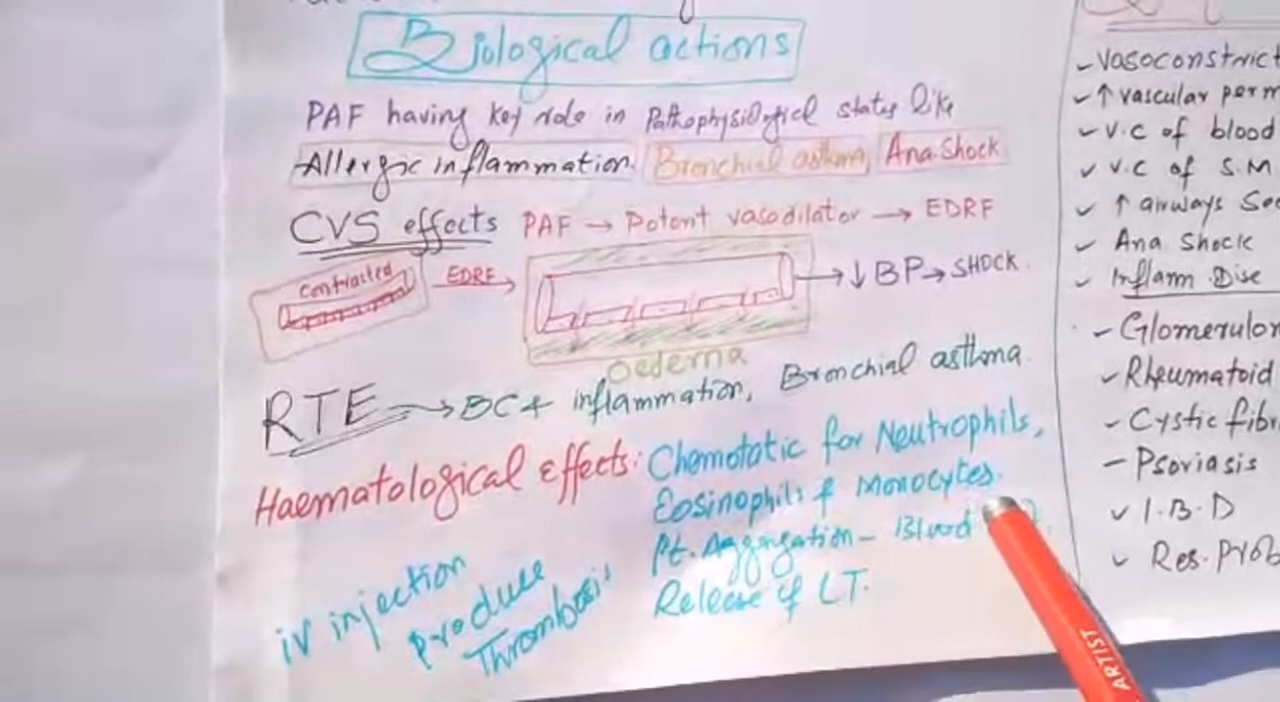 Biological actions
PAF having key role in Pathophysiological states like
Allergic inflammation. Bronchial asthm, Ana-Shock
CVS effects PAF → Potent vasodilator → EDRF
contracted EDRF → ↓ BP → SHOCK.
oedema
RTE → BC + inflammation, Bronchial asthma.
Haematological effects: Chemotatic for Neutrophils,
Eosinophils & Monocytes.
Pt. Aggregation - Blood
Release of LT.
iv injection
produce
Thrombosis
- Vasoconstrict
✓ ↑ vascular perm
✓ V.C of blood
✓ V.C of S.M
✓ ↑ airways Sec
✓ Ana Shock
✓ Inflam Dise
- Glomerulon
✓ Rheumatoid
- Cystic fibr
- Psoriasis
✓ I.B.D
✓ Res. Prob
ARTIST